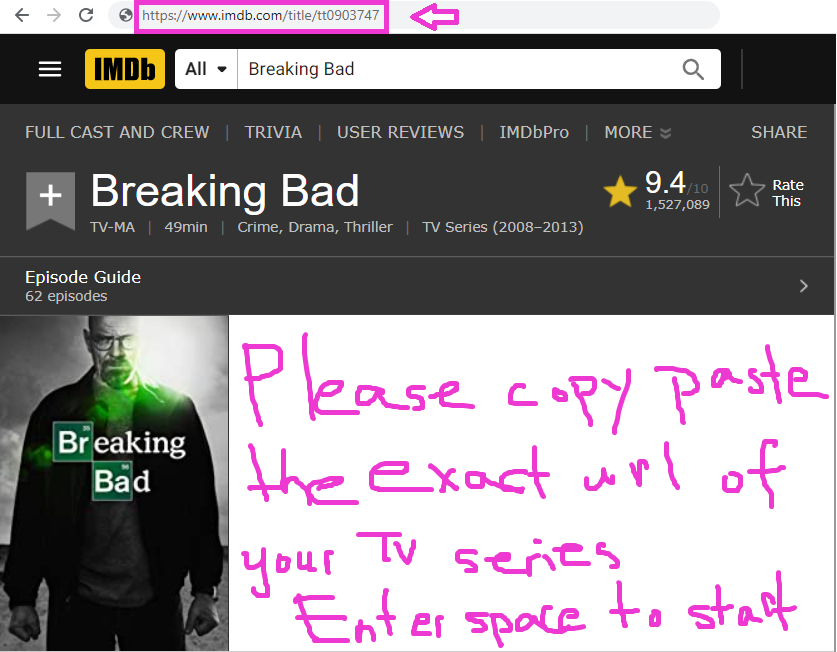 https://www.imdb.com/title/tt0903747
IMDb All Breaking Bad
FULL CAST AND CREW | TRIVIA | USER REVIEWS | IMDbPro | MORE SHARE
+ Breaking Bad 9.4/10 Rate
1,527,089 This
TV-MA | 49min | Crime, Drama, Thriller | TV Series (2008–2013)
Episode Guide
62 episodes
Please copy paste
35
Breaking
56
Bad
the exact url of
your TV series
Enter space to start